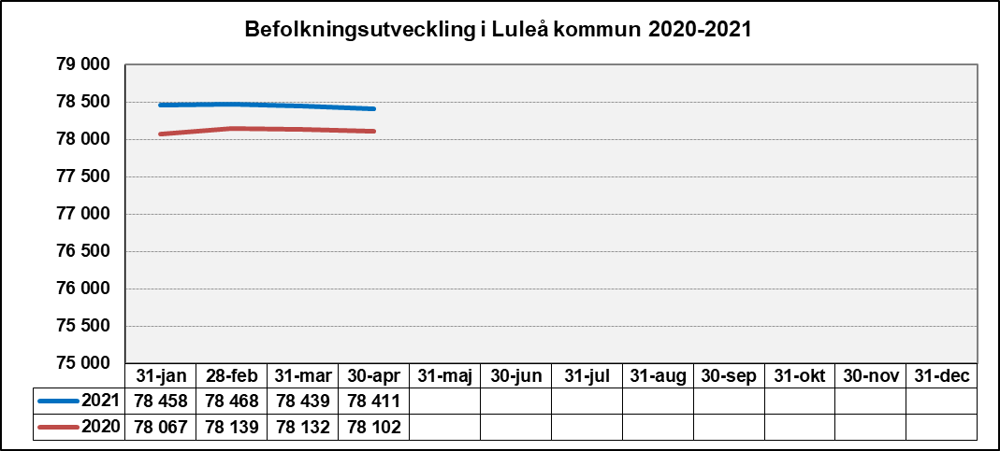 Befolkningsutveckling i Luleå kommun 2020-2021
79 000
78 500
78 000
77 500
77 000
76 500
76 000
75 500
75 000
31-jan 28-feb 31-mar 30-apr 31-maj 30-jun 31-jul 31-aug 30-sep 31-okt 30-nov 31-dec
2021 78 458 78 468 78 439 78 411
2020 78 067 78 139 78 132 78 102